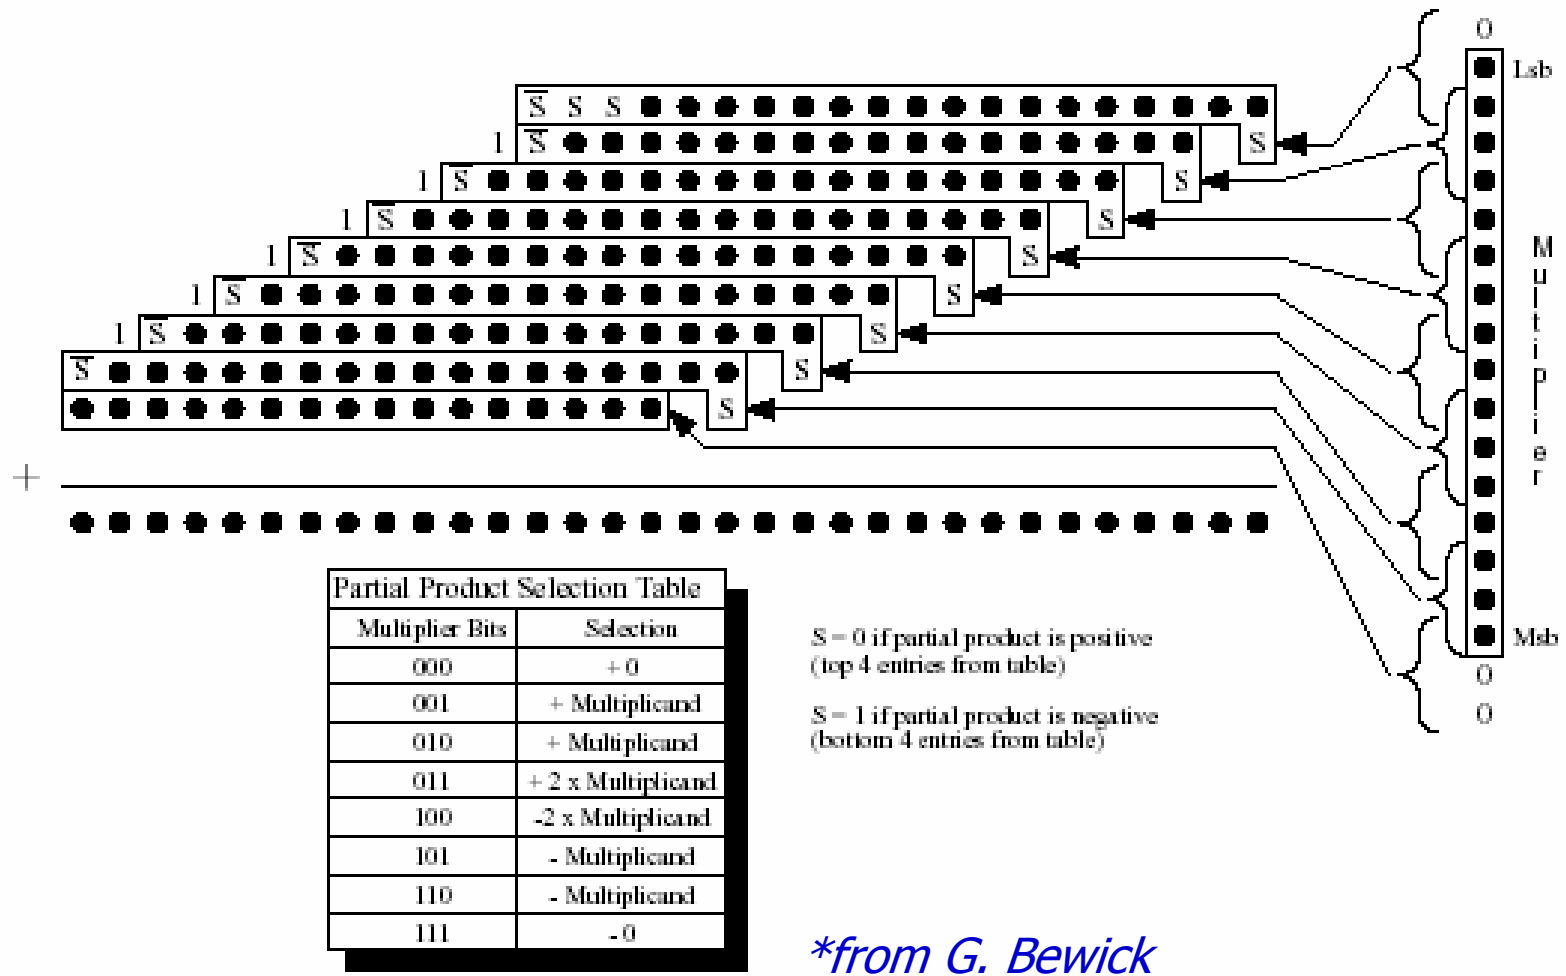 0
Lsb
S̅ S S
1 S̅ S
1 S̅ S
1 S̅ S
1 S̅ S
1 S̅ S
1 S̅ S
S̅ S
S
+
Multiplier
Msb
0
0
Partial Product Selection Table
Multiplier Bits Selection
000 + 0
001 + Multiplicand
010 + Multiplicand
011 + 2 x Multiplicand
100 -2 x Multiplicand
101 - Multiplicand
110 - Multiplicand
111 - 0
S = 0 if partial product is positive
(top 4 entries from table)
S = 1 if partial product is negative
(bottom 4 entries from table)
*from G. Bewick